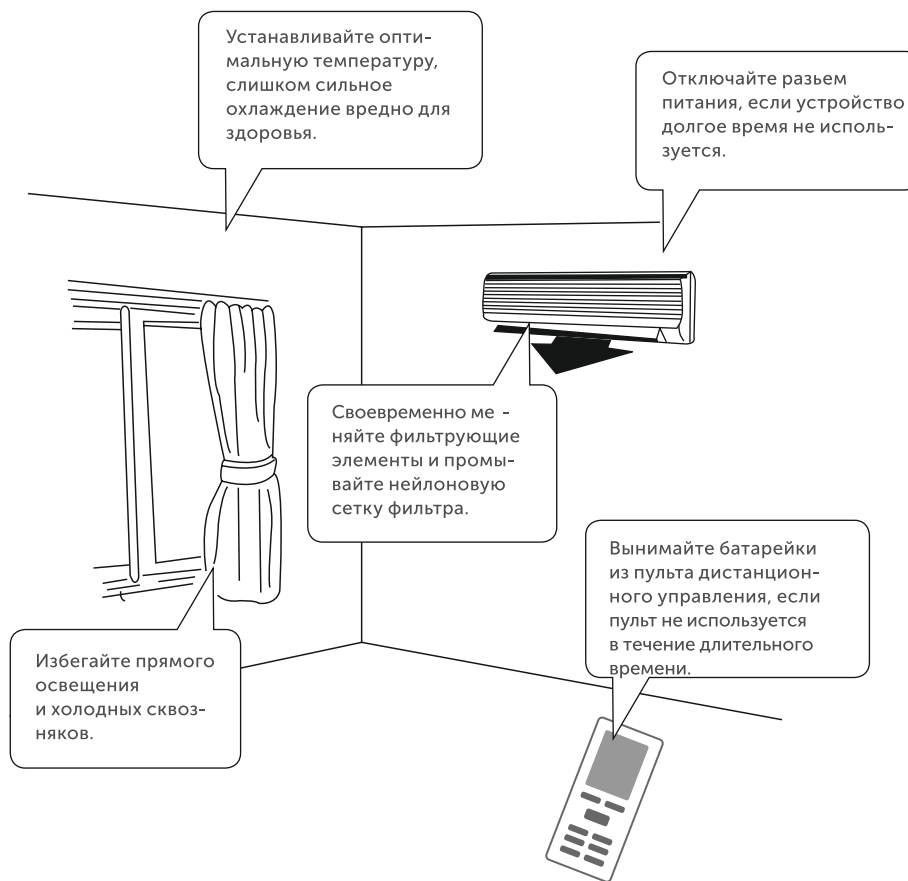 Устанавливайте опти-
мальную температуру,
слишком сильное
охлаждение вредно для
здоровья.
Отключайте разьем
питания, если устройство
долгое время не исполь-
зуется.
Своевременно ме -
няйте фильтрующие
элементы и промы-
вайте нейлоновую
сетку фильтра.
Вынимайте батарейки
из пульта дистанцион-
ного управления, если
пульт не используется
в течение длительного
времени.
Избегайте прямого
освещения
и холодных сквоз-
няков.